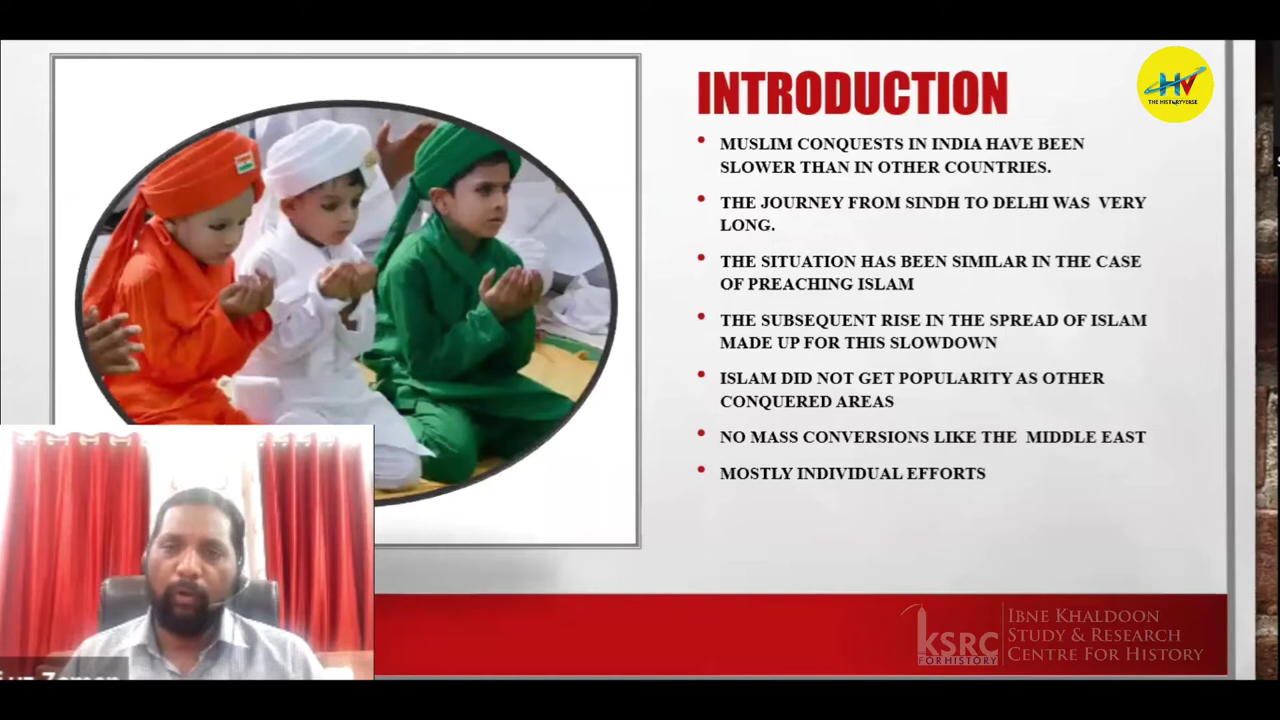 INTRODUCTION
HV
THE HISTORYVERSE
MUSLIM CONQUESTS IN INDIA HAVE BEEN
SLOWER THAN IN OTHER COUNTRIES.
THE JOURNEY FROM SINDH TO DELHI WAS VERY
LONG.
THE SITUATION HAS BEEN SIMILAR IN THE CASE
OF PREACHING ISLAM
THE SUBSEQUENT RISE IN THE SPREAD OF ISLAM
MADE UP FOR THIS SLOWDOWN
ISLAM DID NOT GET POPULARITY AS OTHER
CONQUERED AREAS
NO MASS CONVERSIONS LIKE THE MIDDLE EAST
MOSTLY INDIVIDUAL EFFORTS
KSRC
FOR HISTORY
IBNE KHALDOON
STUDY & RESEARCH
CENTRE FOR HISTORY